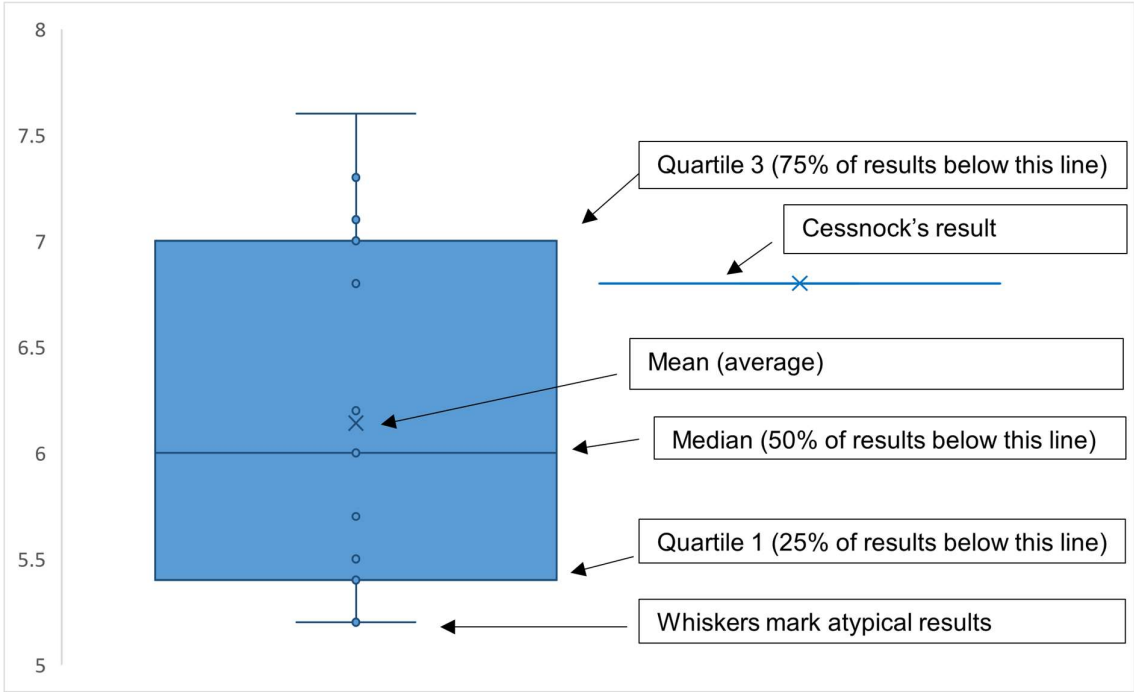 8
7.5
Quartile 3 (75% of results below this line)
7
Cessnock’s result
6.5
Mean (average)
Median (50% of results below this line)
6
Quartile 1 (25% of results below this line)
5.5
Whiskers mark atypical results
5